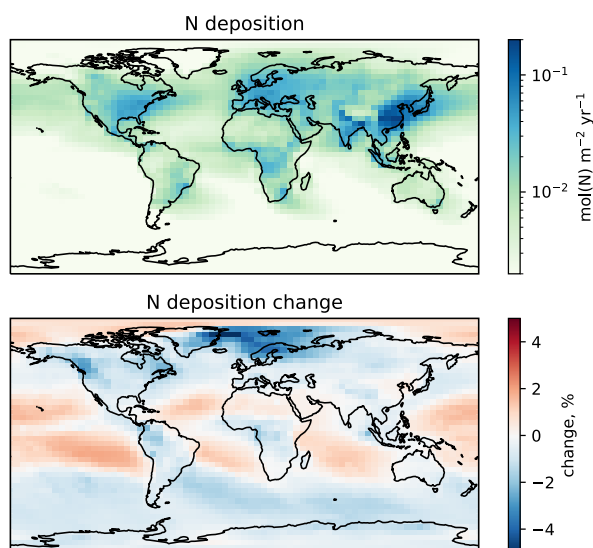 N deposition
10⁻¹
10⁻²
mol(N) m⁻² yr⁻¹
N deposition change
4
2
0
−2
−4
change, %